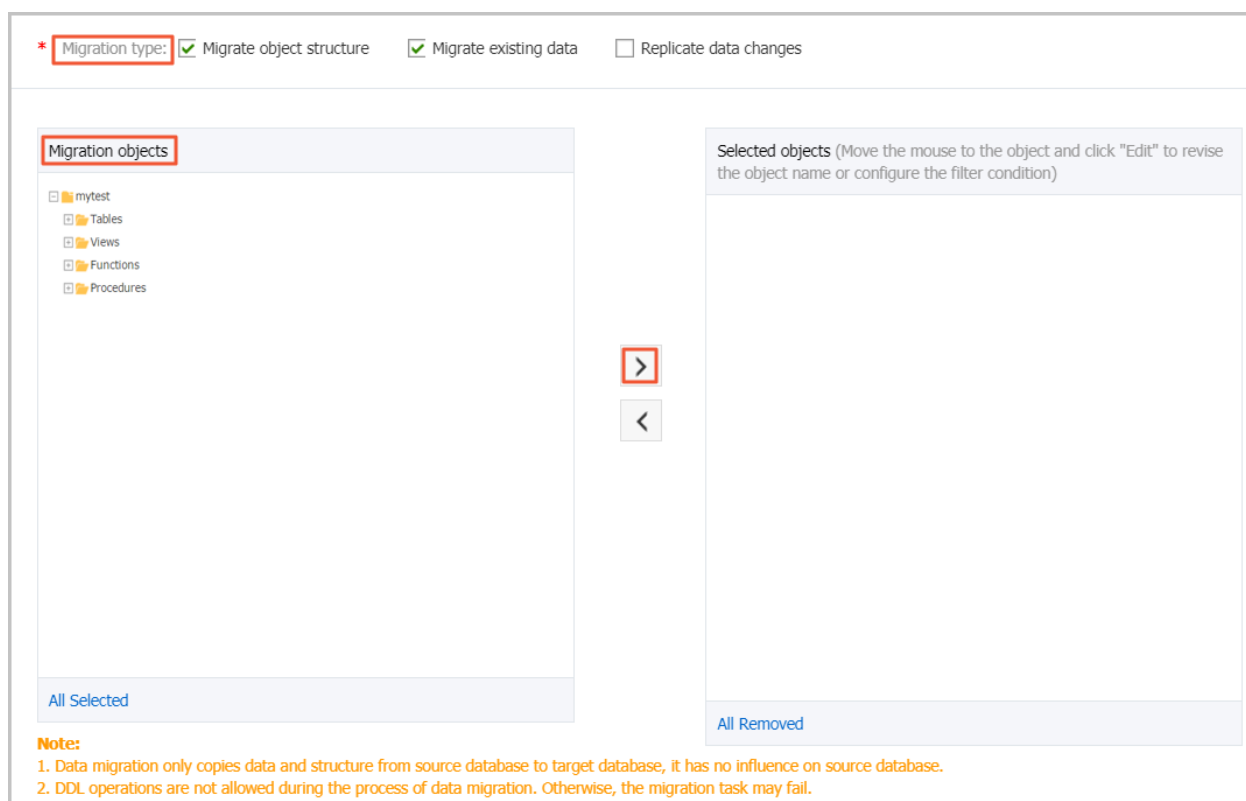 * Migration type: Migrate object structure Migrate existing data Replicate data changes
Migration objects
mytest
Tables
Views
Functions
Procedures
All Selected
Selected objects (Move the mouse to the object and click "Edit" to revise
the object name or configure the filter condition)
All Removed
Note:
1. Data migration only copies data and structure from source database to target database, it has no influence on source database.
2. DDL operations are not allowed during the process of data migration. Otherwise, the migration task may fail.